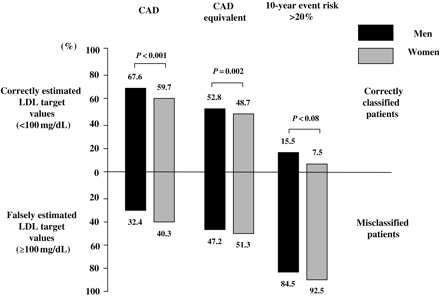 CAD
CAD
equivalent
10-year event risk
>20%
Men
Women
(%)
100
80
60
40
20
0
20
40
60
80
100
Correctly estimated
LDL target
values
(<100 mg/dL)
Falsely estimated
LDL target
values
(≥100 mg/dL)
P < 0.001
67.6
59.7
32.4
40.3
P = 0.002
52.8
48.7
47.2
51.3
P < 0.08
15.5
7.5
84.5
92.5
Correctly
classified
patients
Misclassified
patients